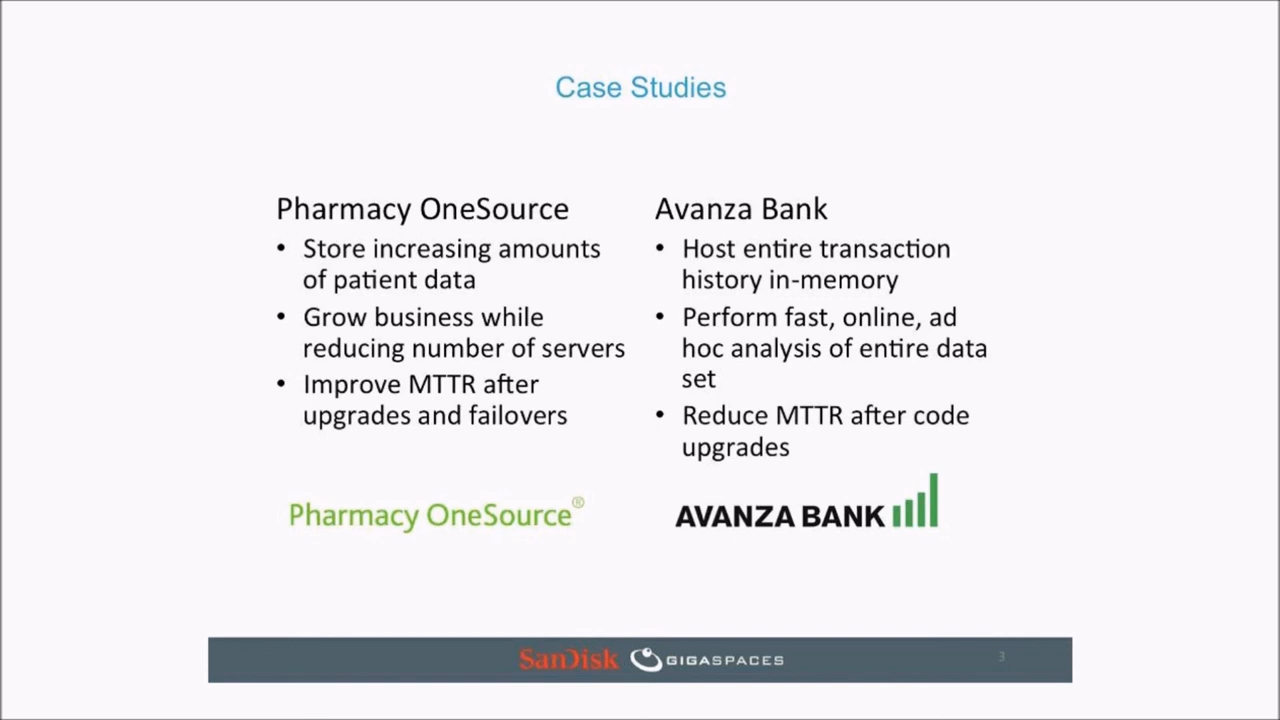 Case Studies
Pharmacy OneSource
• Store increasing amounts
of patient data
• Grow business while
reducing number of servers
• Improve MTTR after
upgrades and failovers
Avanza Bank
• Host entire transaction
history in-memory
• Perform fast, online, ad
hoc analysis of entire data
set
• Reduce MTTR after code
upgrades
Pharmacy OneSource®
AVANZA BANK
SanDisk GIGASPACES
3